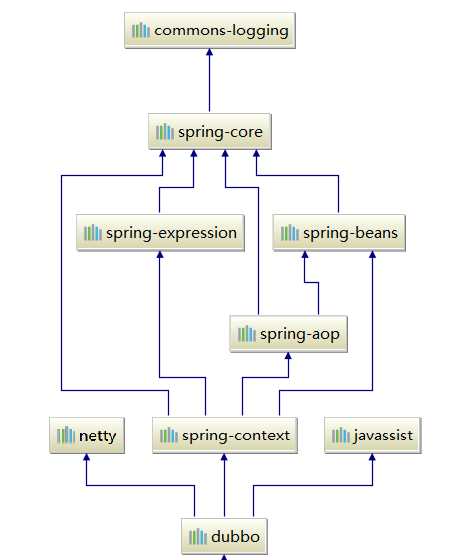 commons-logging
spring-core
spring-expression
spring-beans
spring-aop
netty
spring-context
javassist
dubbo